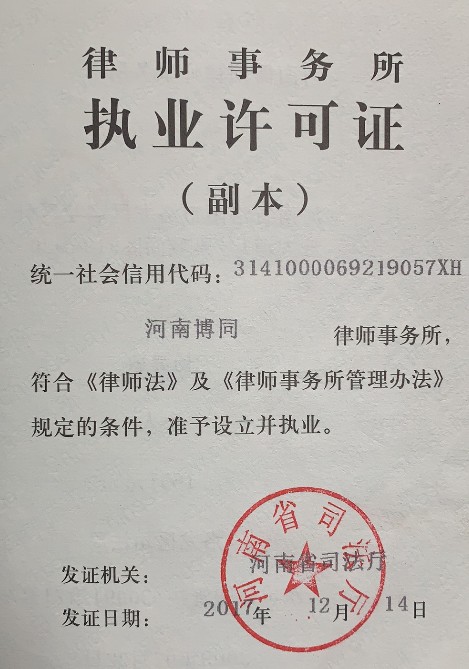 律师事务所
执业许可证
（副本）
统一社会信用代码：3141000069219057XH
河南博同 律师事务所，
符合《律师法》及《律师事务所管理办法》
规定的条件，准予设立并执业。
河南省司法厅
发证机关：河南省司法厅
发证日期：2017年12月14日